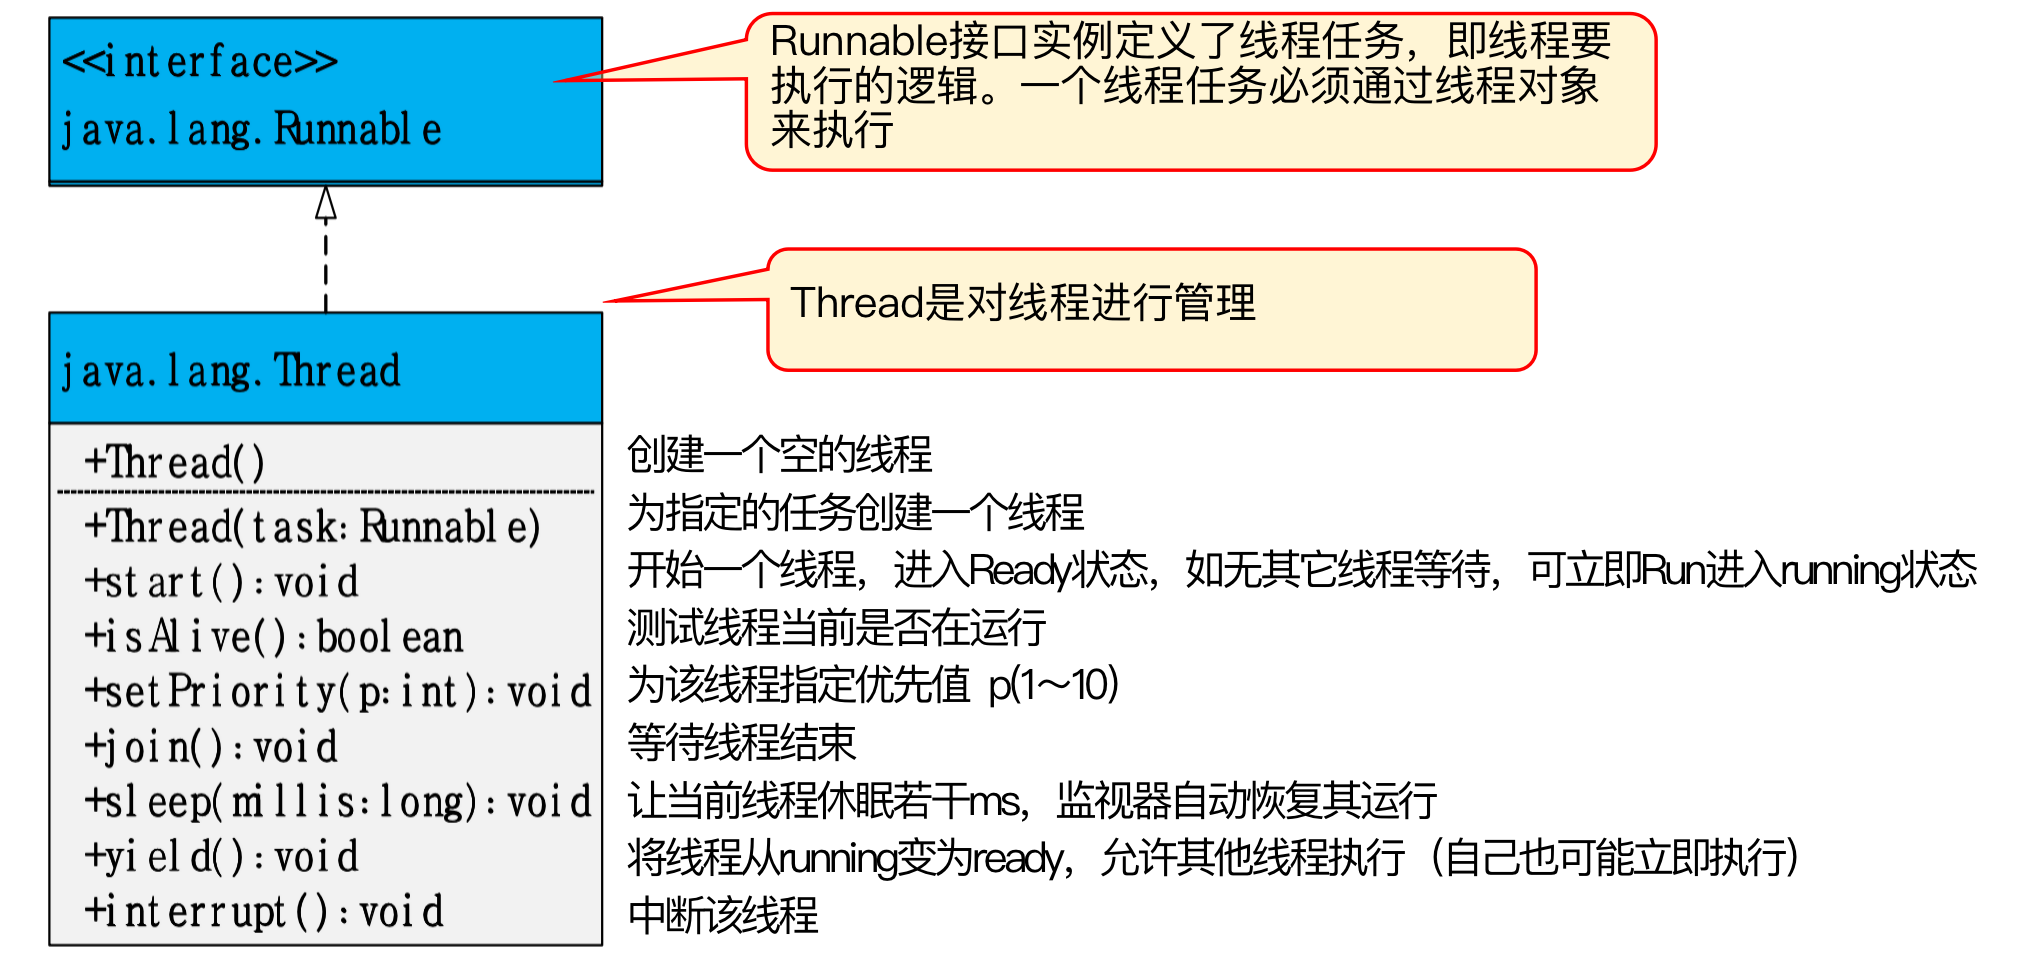 <<interface>>
java.lang.Runnable
Runnable接口实例定义了线程任务，即线程要
执行的逻辑。一个线程任务必须通过线程对象
来执行
Thread是对线程进行管理
java.lang.Thread
+Thread()
创建一个空的线程
+Thread(task:Runnable)
为指定的任务创建一个线程
+start():void
开始一个线程，进入Ready状态，如无其它线程等待，可立即Run进入running状态
+isAlive():boolean
测试线程当前是否在运行
+setPriority(p:int):void
为该线程指定优先值 p(1～10)
+join():void
等待线程结束
+sleep(millis:long):void
让当前线程休眠若干ms，监视器自动恢复其运行
+yield():void
将线程从running变为ready，允许其他线程执行（自己也可能立即执行）
+interrupt():void
中断该线程